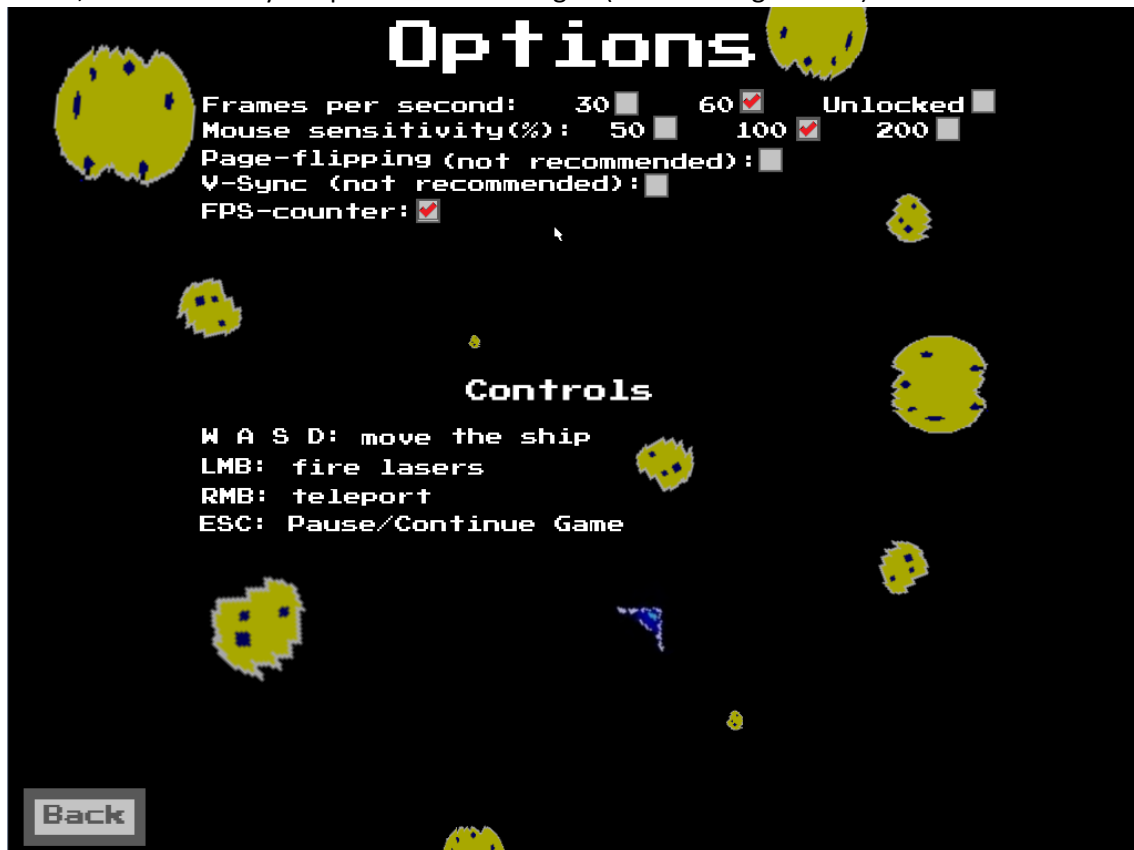 Options
Frames per second: 30 60 Unlocked
Mouse sensitivity(%): 50 100 200
Page-flipping (not recommended):
V-Sync (not recommended):
FPS-counter:
Controls
W A S D: move the ship
LMB: fire lasers
RMB: teleport
ESC: Pause/Continue Game
Back